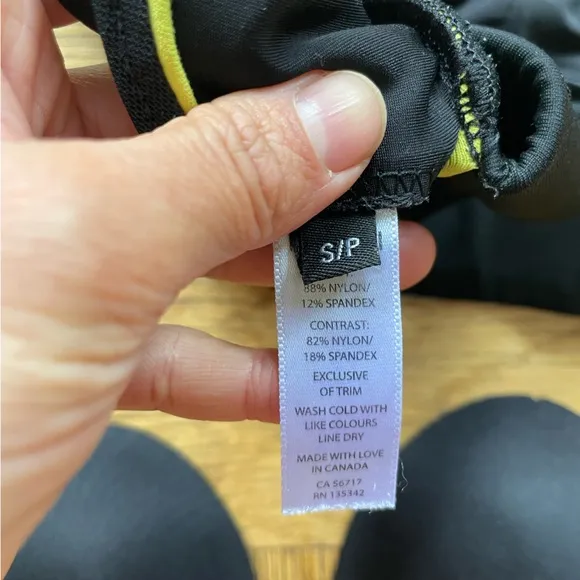 S/P
88% NYLON/
12% SPANDEX
CONTRAST:
82% NYLON/
18% SPANDEX
EXCLUSIVE
OF TRIM
WASH COLD WITH
LIKE COLOURS
LINE DRY
MADE WITH LOVE
IN CANADA
CA 56717
RN 135342